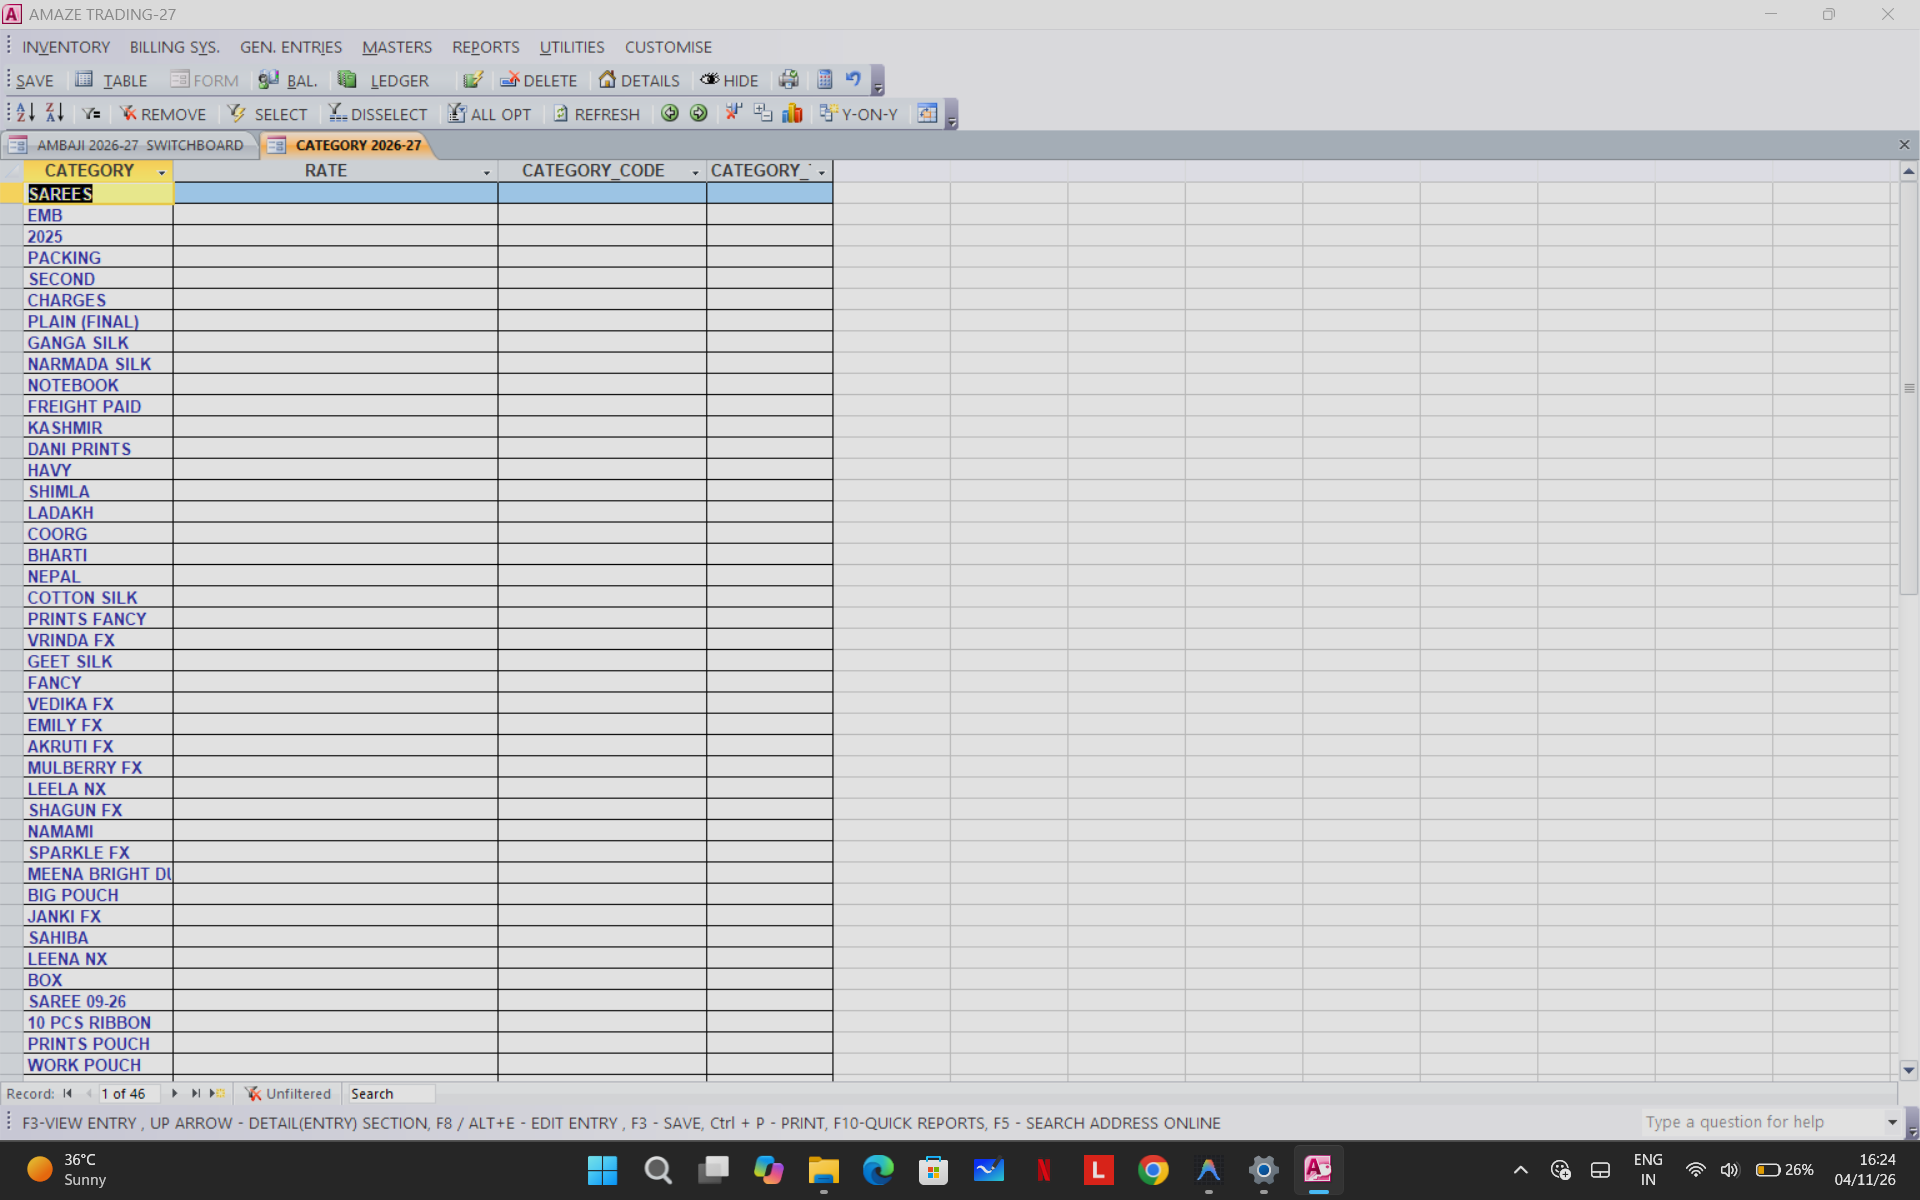 AMAZE TRADING-27
INVENTORY BILLING SYS. GEN. ENTRIES MASTERS REPORTS UTILITIES CUSTOMISE
SAVE TABLE FORM BAL. LEDGER DELETE DETAILS HIDE
REMOVE SELECT DISSELECT ALL OPT REFRESH Y-ON-Y
AMBAJI 2026-27 SWITCHBOARD CATEGORY 2026-27
CATEGORY RATE CATEGORY_CODE CATEGORY_
SAREES
EMB
2025
PACKING
SECOND
CHARGES
PLAIN (FINAL)
GANGA SILK
NARMADA SILK
NOTEBOOK
FREIGHT PAID
KASHMIR
DANI PRINTS
HAVY
SHIMLA
LADAKH
COORG
BHARTI
NEPAL
COTTON SILK
PRINTS FANCY
VRINDA FX
GEET SILK
FANCY
VEDIKA FX
EMILY FX
AKRUTI FX
MULBERRY FX
LEELA NX
SHAGUN FX
NAMAMI
SPARKLE FX
MEENA BRIGHT DU
BIG POUCH
JANKI FX
SAHIBA
LEENA NX
BOX
SAREE 09-26
10 PCS RIBBON
PRINTS POUCH
WORK POUCH
Record: 1 of 46 Unfiltered Search
F3-VIEW ENTRY , UP ARROW - DETAIL(ENTRY) SECTION, F8 / ALT+E - EDIT ENTRY , F3 - SAVE, Ctrl + P - PRINT, F10-QUICK REPORTS, F5 - SEARCH ADDRESS ONLINE Type a question for help
36°C
Sunny
ENG
IN
26%
16:24
04/11/26